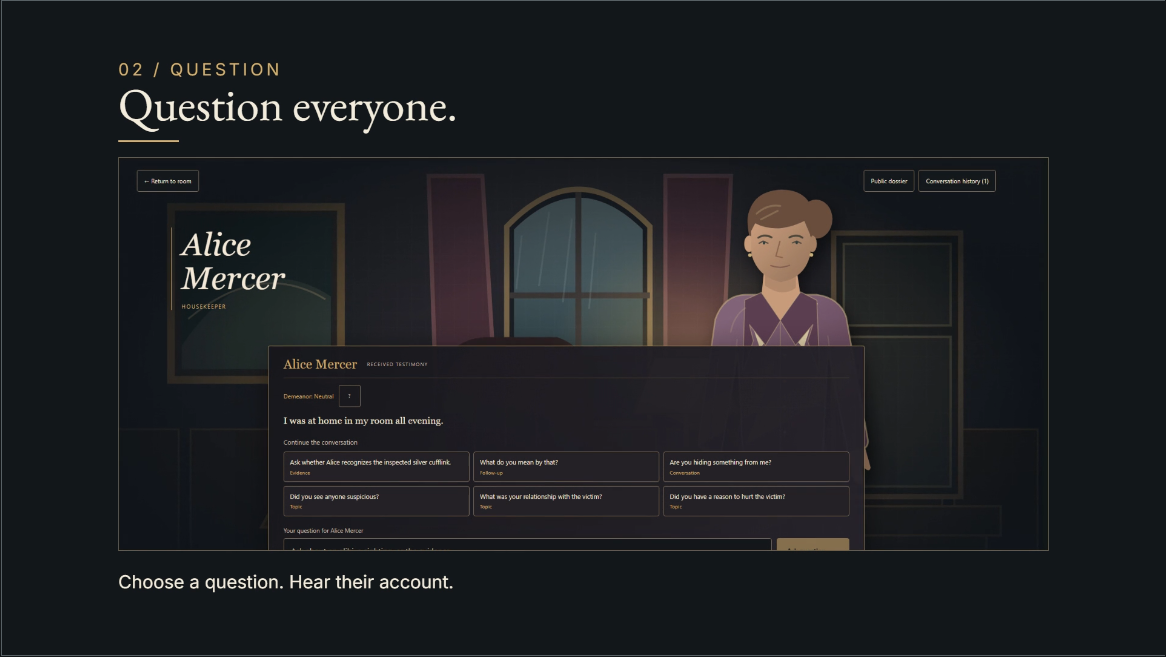 02 / QUESTION
Question everyone.
← Return to room
Public dossier
Conversation history (1)
Alice
Mercer
HOUSEKEEPER
Alice Mercer
RECEIVED TESTIMONY
Demeanor: Neutral
?
I was at home in my room all evening.
Continue the conversation
Ask whether Alice recognizes the inspected silver cufflink.
Evidence
What do you mean by that?
Follow-up
Are you hiding something from me?
Conversation
Did you see anyone suspicious?
Topic
What was your relationship with the victim?
Topic
Did you have a reason to hurt the victim?
Topic
Your question for Alice Mercer
Choose a question. Hear their account.